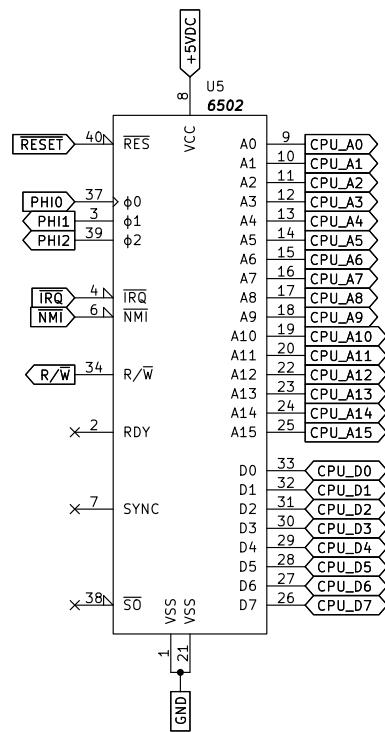 +5VDC
U5
6502
8
VCC
RESET 40 RES A0 9 CPU_A0
A1 10 CPU_A1
A2 11 CPU_A2
PHI0 37 ϕ0 A3 12 CPU_A3
PHI1 3 ϕ1 A4 13 CPU_A4
PHI2 39 ϕ2 A5 14 CPU_A5
A6 15 CPU_A6
A7 16 CPU_A7
IRQ 4 IRQ A8 17 CPU_A8
NMI 6 NMI A9 18 CPU_A9
A10 19 CPU_A10
A11 20 CPU_A11
R/W 34 R/W A12 22 CPU_A12
A13 23 CPU_A13
A14 24 CPU_A14
2 RDY A15 25 CPU_A15
D0 33 CPU_D0
D1 32 CPU_D1
7 SYNC D2 31 CPU_D2
D3 30 CPU_D3
D4 29 CPU_D4
D5 28 CPU_D5
D6 27 CPU_D6
38 SO D7 26 CPU_D7
VSS VSS
1 21
GND